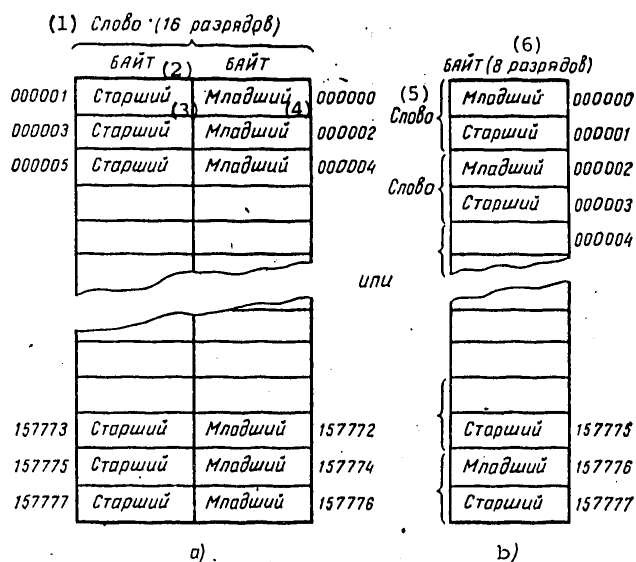 (1) Слово (16 разрядов)
(6)
байт (2) байт
байт (8 разрядов)
000001 Старший (3) Младший (4) 000000
(5) Слово Младший 000000
000003 Старший Младший 000002
Старший 000001
000005 Старший Младший 000004
Слово Младший 000002
Старший 000003
000004
или
157773 Старший Младший 157772
Старший 157775
157775 Старший Младший 157774
Младший 157776
157777 Старший Младший 157776
Старший 157777
а) b)